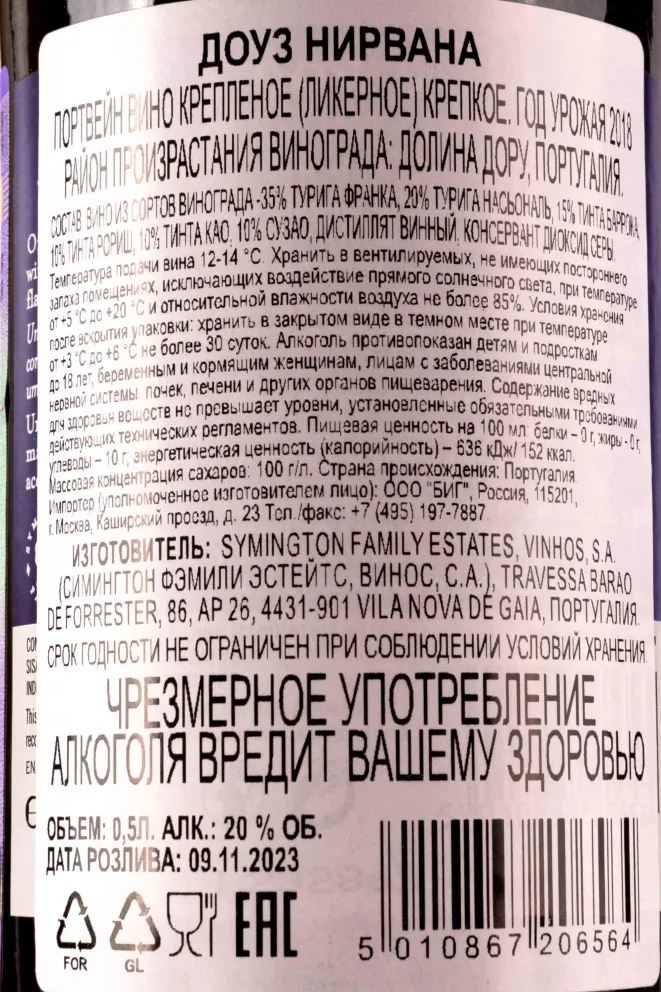 ДОУЗ НИРВАНА
ПОРТВЕЙН ВИНО КРЕПЛЕНОЕ (ЛИКЕРНОЕ) КРЕПКОЕ. ГОД УРОЖАЯ 2018
РАЙОН ПРОИЗРАСТАНИЯ ВИНОГРАДА: ДОЛИНА ДОРУ, ПОРТУГАЛИЯ.
СОСТАВ: ВИНО ИЗ СОРТОВ ВИНОГРАДА -35% ТУРИГА ФРАНКА, 20% ТУРИГА НАСЬОНАЛЬ, 15% ТИНТА БАРРОКА,
10% ТИНТА РОРИШ, 10% ТИНТА КАО, 10% СУЗАО, ДИСТИЛЛЯТ ВИННЫЙ, КОНСЕРВАНТ ДИОКСИД СЕРЫ.
Температура подачи вина 12-14 °С. Хранить в вентилируемых, не имеющих постороннего
запаха помещениях, исключающих воздействие прямого солнечного света, при температуре
от +5 °С до +20 °С и относительной влажности воздуха не более 85%. Условия хранения
после вскрытия упаковки: хранить в закрытом виде в темном месте при температуре
от +3 °С до +6 °С не более 30 суток. Алкоголь противопоказан детям и подросткам
до 18 лет, беременным и кормящим женщинам, лицам с заболеваниями центральной
нервной системы, почек, печени и других органов пищеварения. Содержание вредных
для здоровья веществ не превышает уровни, установленные обязательными требованиями
действующих технических регламентов. Пищевая ценность на 100 мл: белки – 0 г, жиры - 0 г,
углеводы – 10 г, энергетическая ценность (калорийность) – 636 кДж/ 152 ккал.
Массовая концентрация сахаров: 100 г/л. Страна происхождения: Португалия.
Импортер (уполномоченное изготовителем лицо): ООО "БИГ", Россия, 115201,
г. Москва, Каширский проезд, д. 23 Тел./факс: +7 (495) 197-7887
ИЗГОТОВИТЕЛЬ: SYMINGTON FAMILY ESTATES, VINHOS, S.A.
(СИМИНГТОН ФЭМИЛИ ЭСТЕЙТС, ВИНОС, С.А.), TRAVESSA BARAO
DE FORRESTER, 86, AP 26, 4431-901 VILA NOVA DE GAIA, ПОРТУГАЛИЯ.
СРОК ГОДНОСТИ НЕ ОГРАНИЧЕН ПРИ СОБЛЮДЕНИИ УСЛОВИЙ ХРАНЕНИЯ.
ЧРЕЗМЕРНОЕ УПОТРЕБЛЕНИЕ
АЛКОГОЛЯ ВРЕДИТ ВАШЕМУ ЗДОРОВЬЮ
ОБЪЕМ: 0,5Л. АЛК.: 20 % ОБ.
ДАТА РОЗЛИВА: 09.11.2023
FOR GL EAC
5 010867 206564